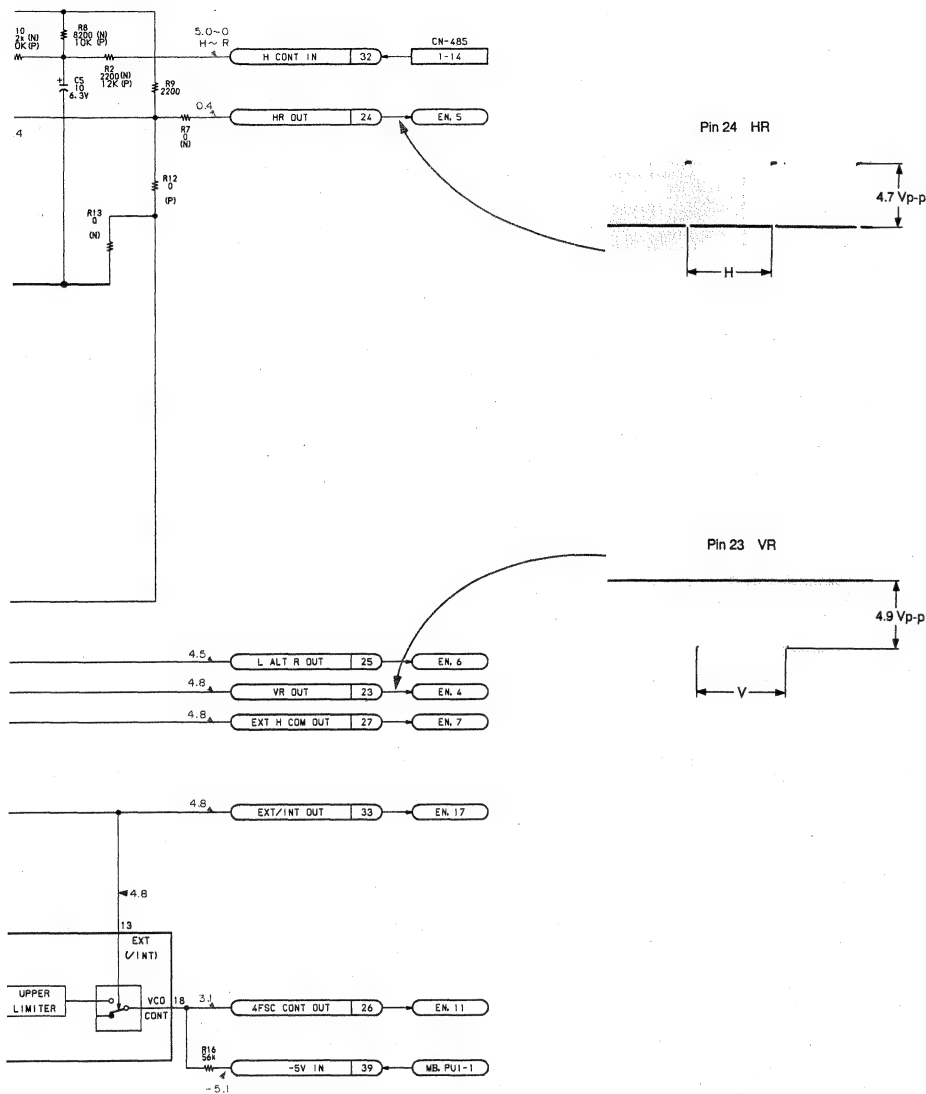 10
2k (N)
0K (P)
R8
8200 (N)
10K (P)
R2
2200 (N)
12K (P)
C5
10
6.3V
+
R9
2200
5.0~0
H~R
H CONT IN 32
CN-485
1-14
0.4
HR OUT 24
EN. 5
4
R7
0
(N)
R12
0
(P)
R13
0
(N)
Pin 24 HR
4.7 Vp-p
H
Pin 23 VR
4.9 Vp-p
V
4.5
L ALT R OUT 25
EN. 6
4.8
VR OUT 23
EN. 4
4.8
EXT H COM OUT 27
EN. 7
4.8
EXT/INT OUT 33
EN. 17
4.8
13
EXT
(/INT)
UPPER
LIMITER
VCO
CONT
18
3.1
4FSC CONT OUT 26
EN. 11
R16
56k
-5V IN 39
MB. PU1-1
-5.1